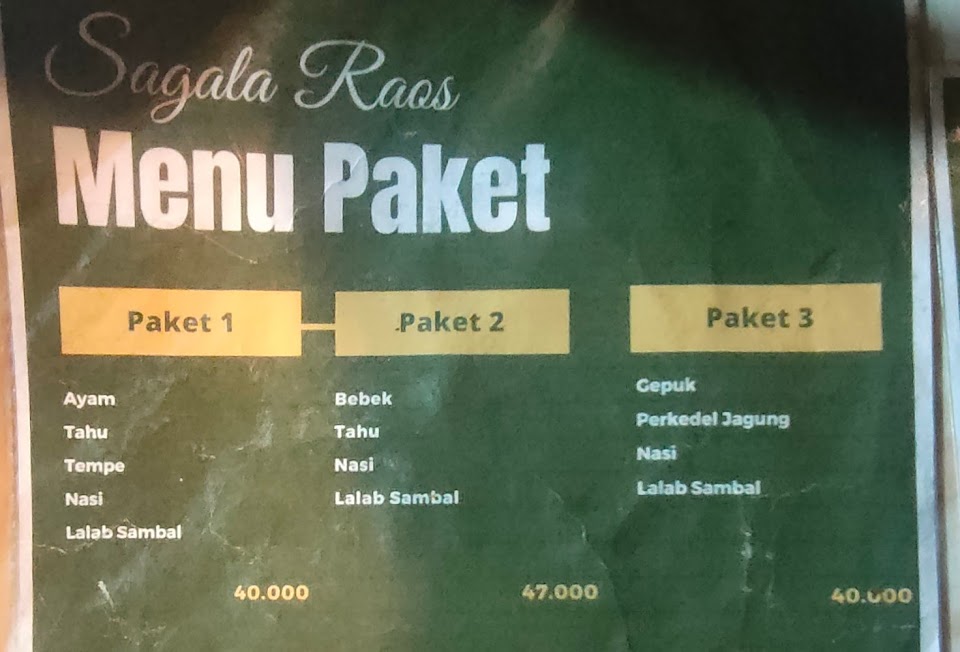 Sagala Raos
Menu Paket
Paket 1
Ayam
Tahu
Tempe
Nasi
Lalab Sambal
40.000
Paket 2
Bebek
Tahu
Nasi
Lalab Sambal
47.000
Paket 3
Gepuk
Perkedel Jagung
Nasi
Lalab Sambal
40.000